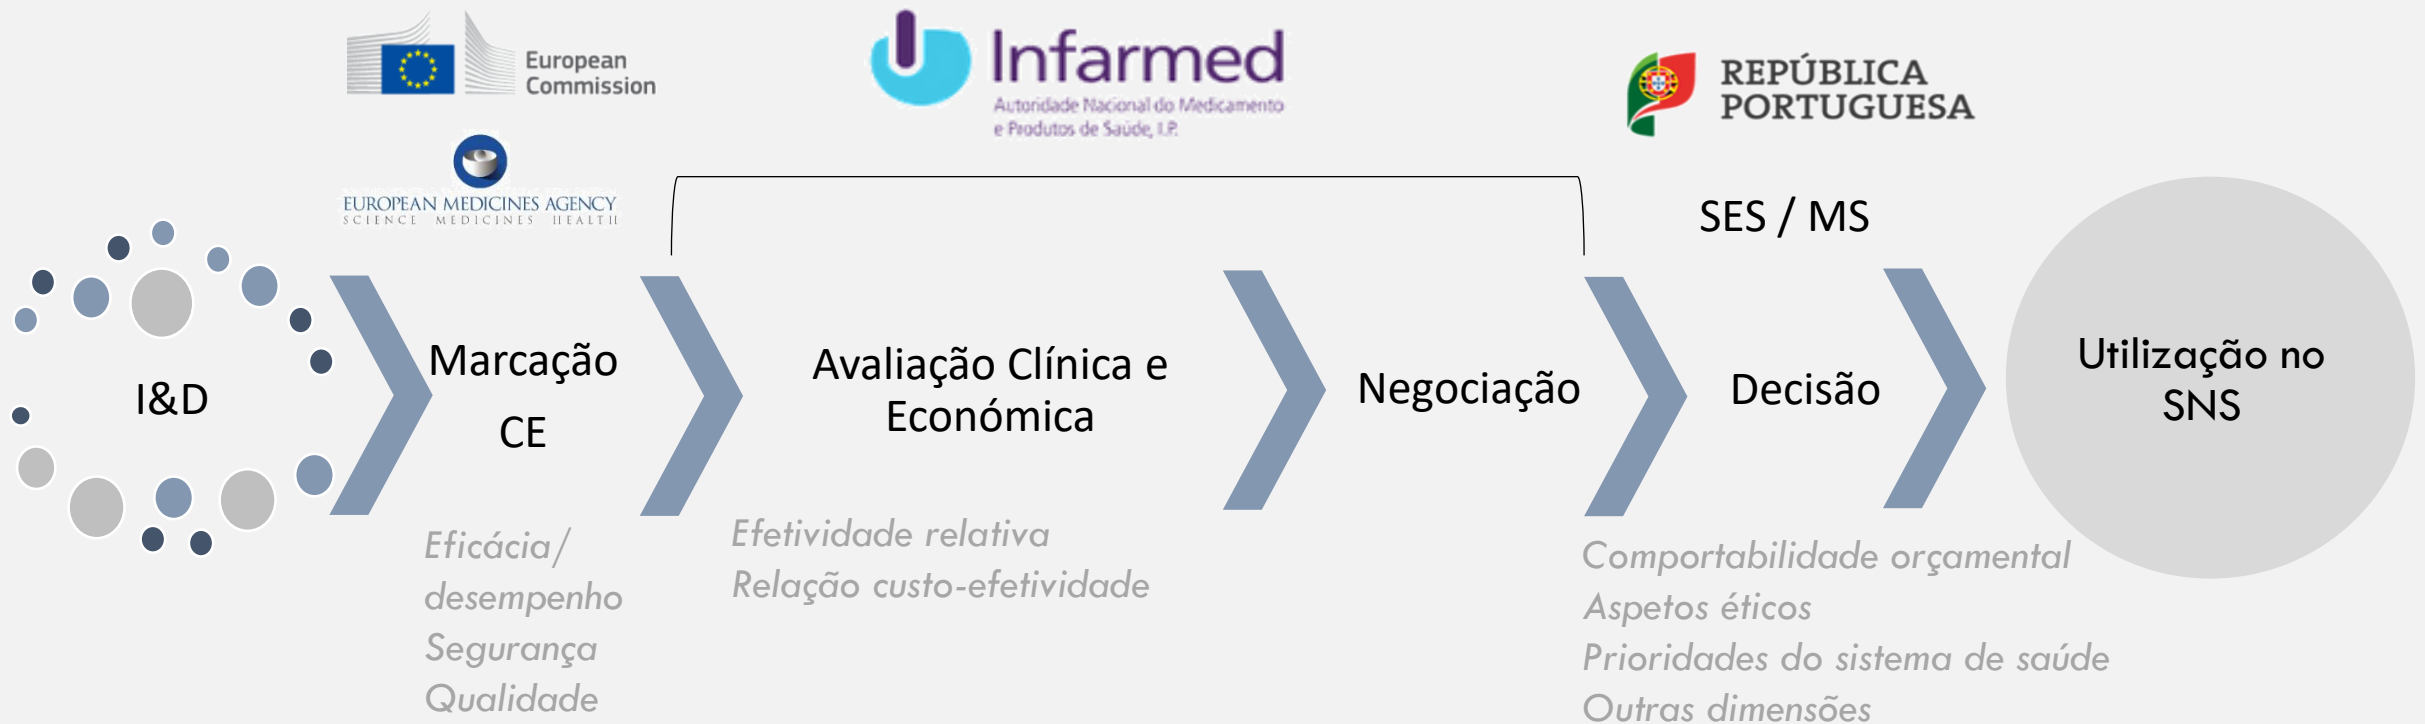 European
Commission
EUROPEAN MEDICINES AGENCY
SCIENCE MEDICINES HEALTH
Infarmed
Autoridade Nacional do Medicamento
e Produtos de Saúde, I.P.
REPÚBLICA
PORTUGUESA
SES / MS
I&D
Marcação
CE
Avaliação Clínica e
Económica
Negociação
Decisão
Utilização no
SNS
Eficácia/
desempenho
Segurança
Qualidade
Efetividade relativa
Relação custo-efetividade
Comportabilidade orçamental
Aspetos éticos
Prioridades do sistema de saúde
Outras dimensões